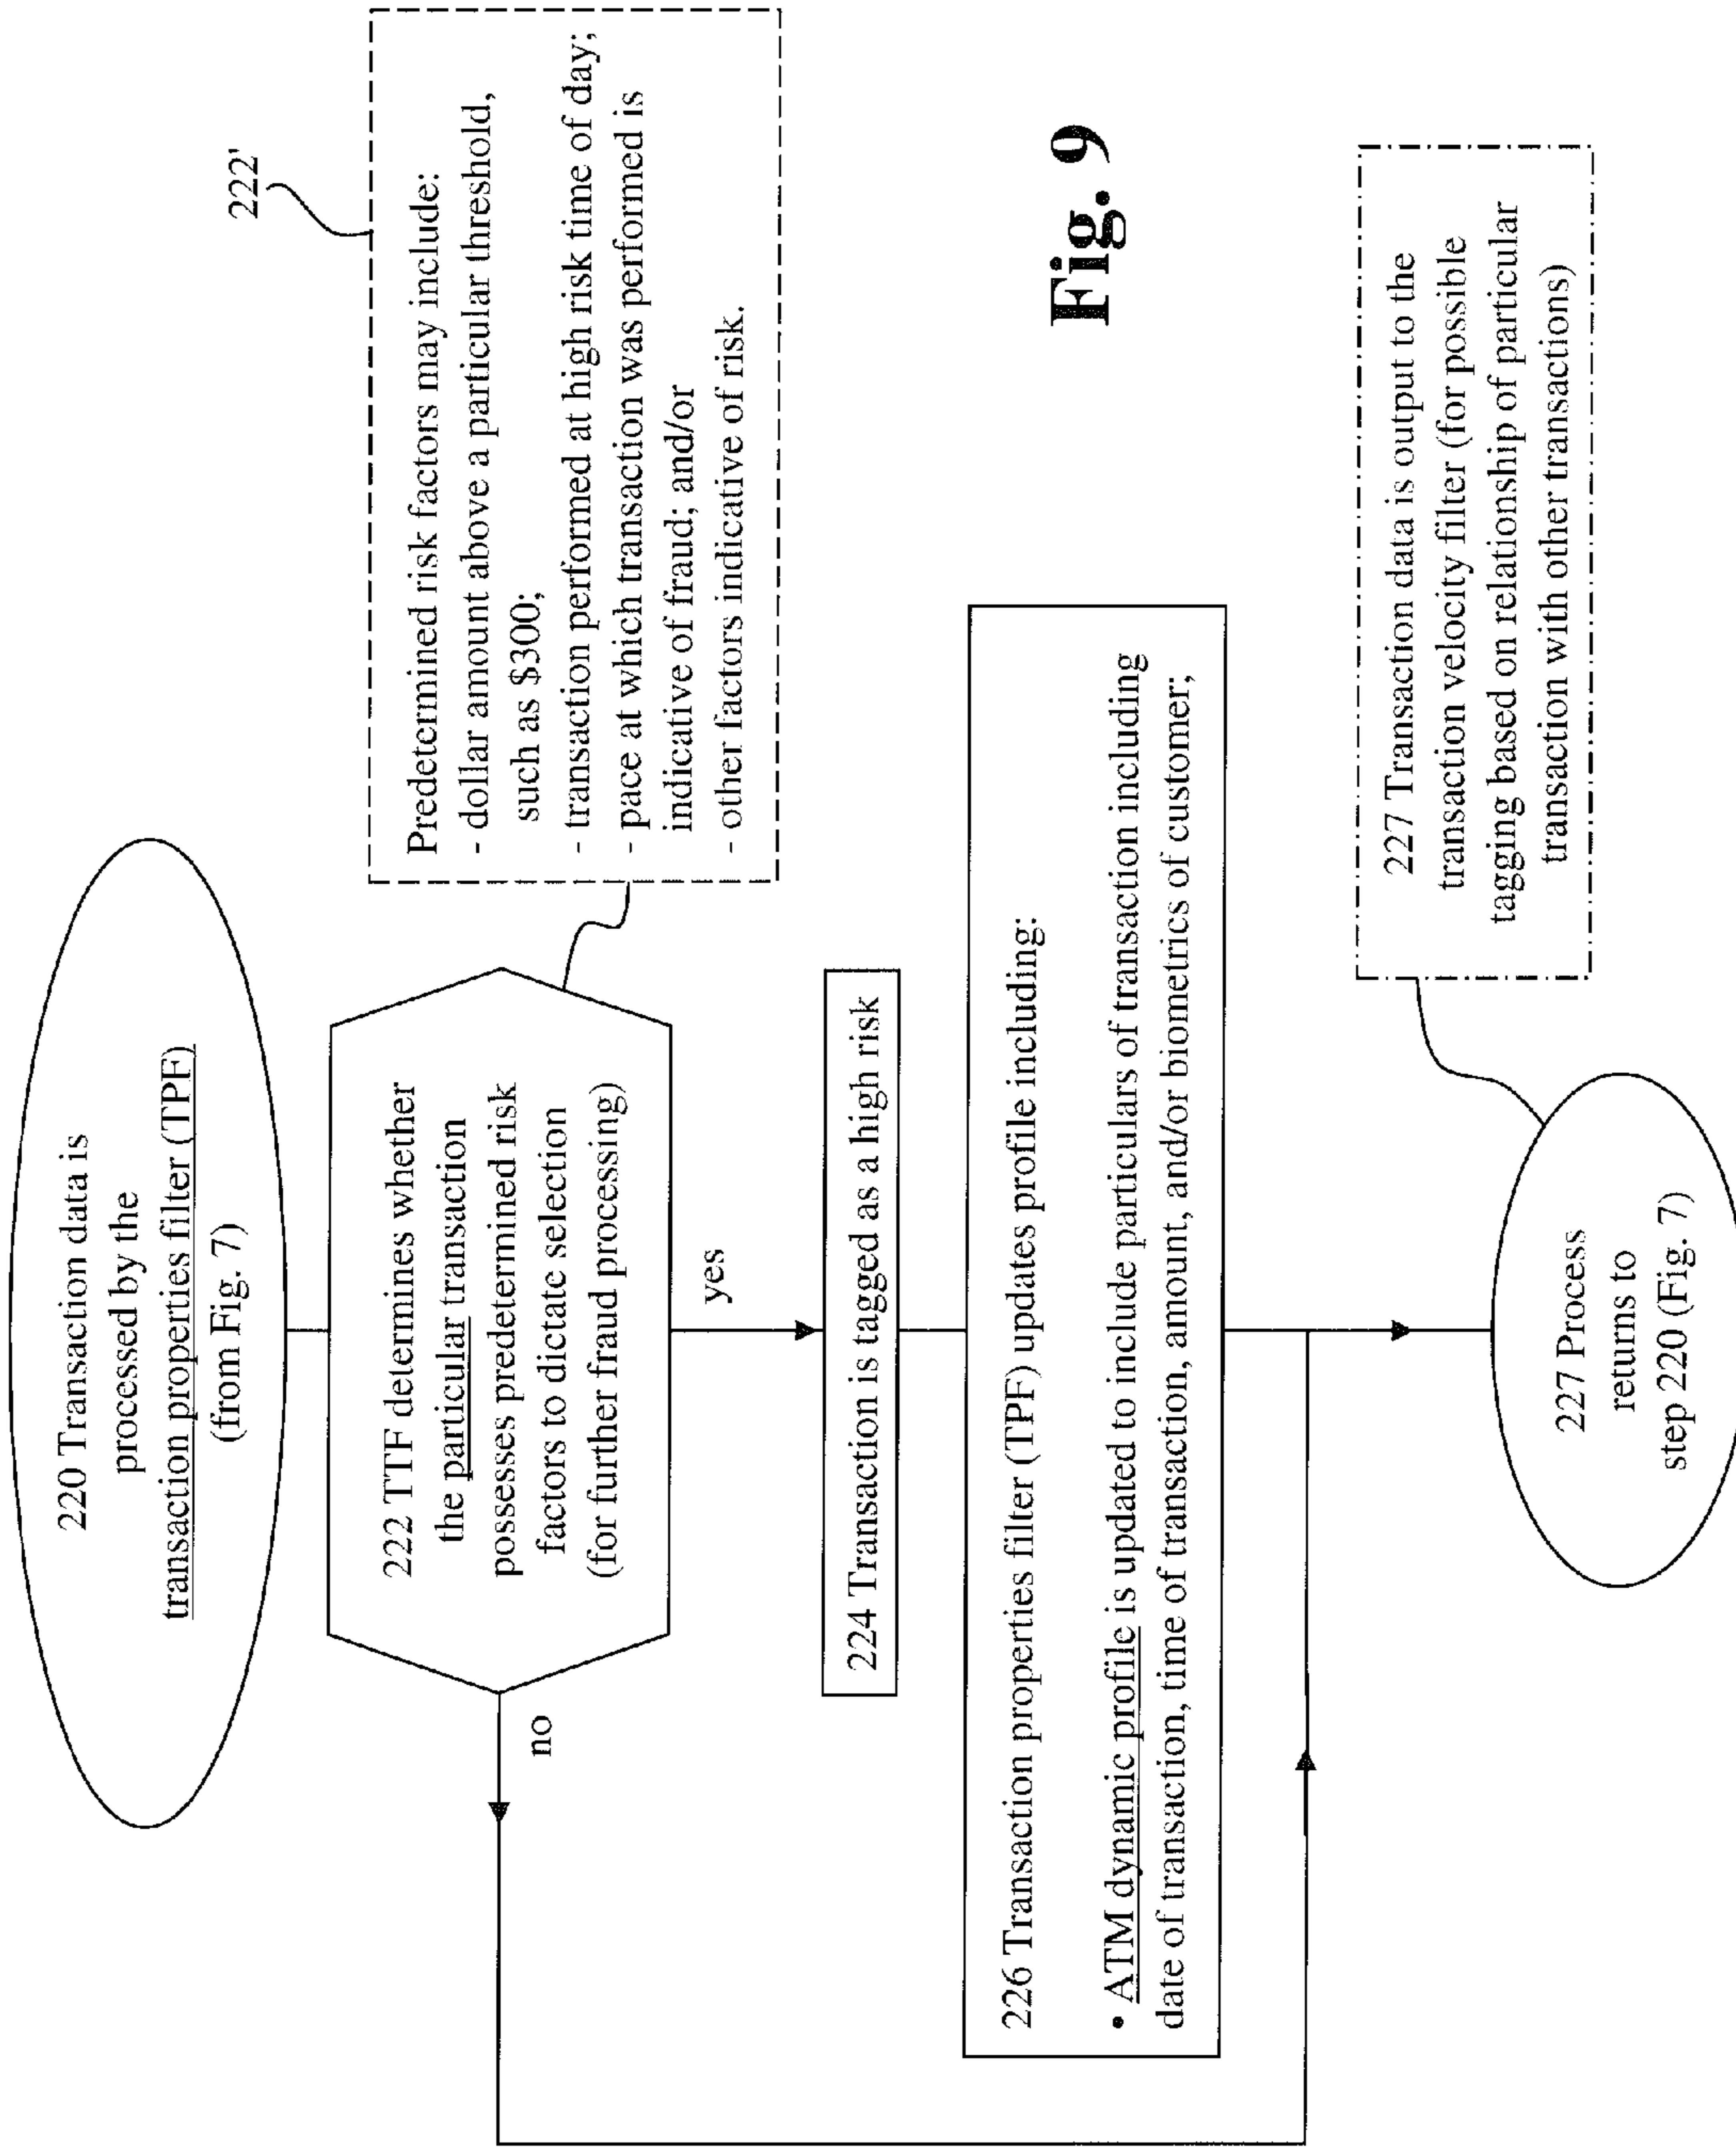 220 Transaction data is
processed by the
transaction properties filter (TPF)
(from Fig. 7)
222 TTF determines whether
the particular transaction
possesses predetermined risk
factors to dictate selection
(for further fraud processing)
222'
Predetermined risk factors may include:
- dollar amount above a particular threshold,
such as $300;
- transaction performed at high risk time of day;
- pace at which transaction was performed is
indicative of fraud; and/or
- other factors indicative of risk.
no
yes
224 Transaction is tagged as a high risk
226 Transaction properties filter (TPF) updates profile including:
• ATM dynamic profile is updated to include particulars of transaction including
date of transaction, time of transaction, amount, and/or biometrics of customer;
227 Process
returns to
step 220 (Fig. 7)
227 Transaction data is output to the
transaction velocity filter (for possible
tagging based on relationship of particular
transaction with other transactions)
Fig. 9